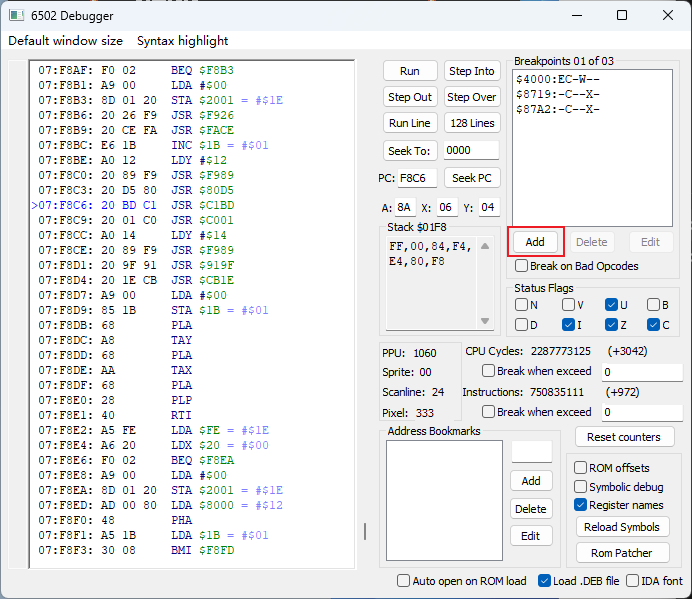 6502 Debugger
Default window size Syntax highlight
07:F8AF: F0 02 BEQ $F8B3
07:F8B1: A9 00 LDA #$00
07:F8B3: 8D 01 20 STA $2001 = #$1E
07:F8B6: 20 26 F9 JSR $F926
07:F8B9: 20 CE FA JSR $FACE
07:F8BC: E6 1B INC $1B = #$01
07:F8BE: A0 12 LDY #$12
07:F8C0: 20 89 F9 JSR $F989
07:F8C3: 20 D5 80 JSR $80D5
>07:F8C6: 20 BD C1 JSR $C1BD
07:F8C9: 20 01 C0 JSR $C001
07:F8CC: A0 14 LDY #$14
07:F8CE: 20 89 F9 JSR $F989
07:F8D1: 20 9F 91 JSR $919F
07:F8D4: 20 1E CB JSR $CB1E
07:F8D7: A9 00 LDA #$00
07:F8D9: 85 1B STA $1B = #$01
07:F8DB: 68 PLA
07:F8DC: A8 TAY
07:F8DD: 68 PLA
07:F8DE: AA TAX
07:F8DF: 68 PLA
07:F8E0: 28 PLP
07:F8E1: 40 RTI
07:F8E2: A5 FE LDA $FE = #$1E
07:F8E4: A6 20 LDX $20 = #$00
07:F8E6: F0 02 BEQ $F8EA
07:F8E8: A9 00 LDA #$00
07:F8EA: 8D 01 20 STA $2001 = #$1E
07:F8ED: AD 00 80 LDA $8000 = #$12
07:F8F0: 48 PHA
07:F8F1: A5 1B LDA $1B = #$01
07:F8F3: 30 08 BMI $F8FD
Run Step Into
Step Out Step Over
Run Line 128 Lines
Seek To: 0000
PC: F8C6 Seek PC
A: 8A X: 06 Y: 04
Stack $01F8
FF,00,84,F4,
E4,80,F8
Breakpoints 01 of 03
$4000:EC-W--
$8719:-C--X-
$87A2:-C--X-
Add Delete Edit
Break on Bad Opcodes
Status Flags
N V U B
D I Z C
PPU: 1060
Sprite: 00
Scanline: 24
Pixel: 333
CPU Cycles: 2287773125 (+3042)
Break when exceed 0
Instructions: 750835111 (+972)
Break when exceed 0
Address Bookmarks
Add
Delete
Edit
Reset counters
ROM offsets
Symbolic debug
Register names
Reload Symbols
Rom Patcher
Auto open on ROM load Load .DEB file IDA font